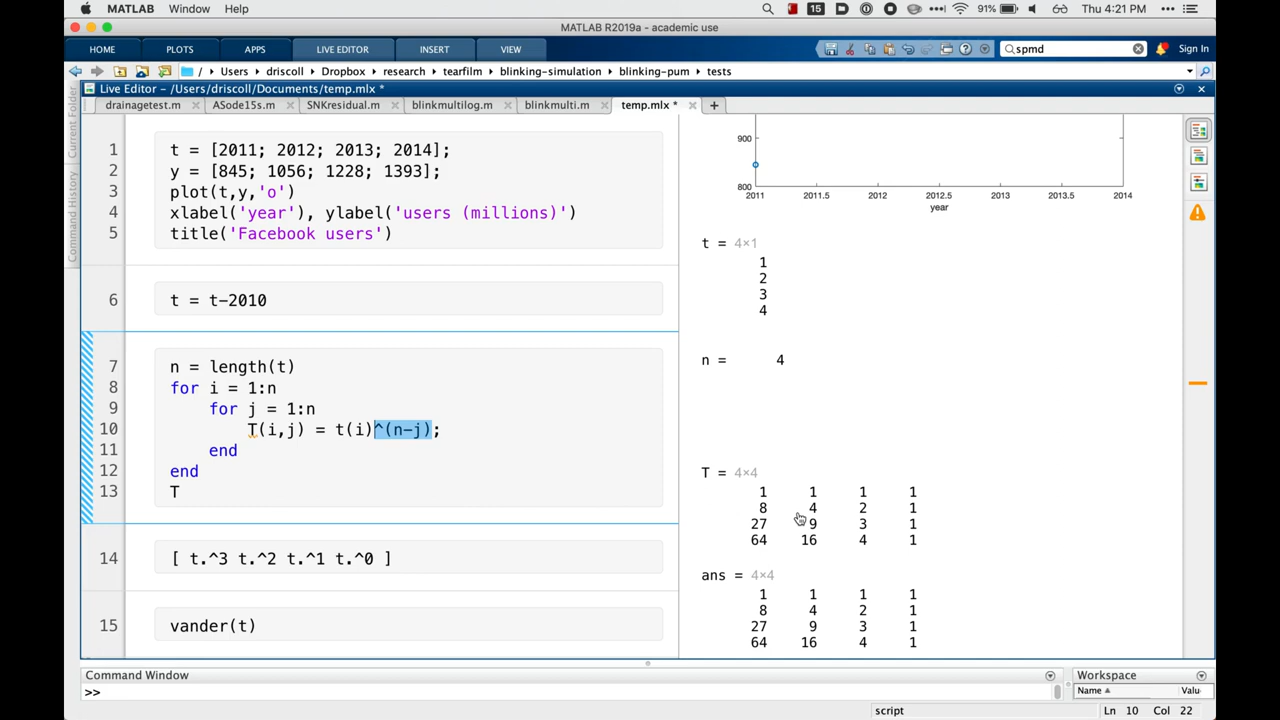 MATLAB Window Help 15 91% Thu 4:21 PM
MATLAB R2019a - academic use
HOME PLOTS APPS LIVE EDITOR INSERT VIEW spmd Sign In
/ Users driscoll Dropbox research tearfilm blinking-simulation blinking-pum tests
Live Editor - /Users/driscoll/Documents/temp.mlx *
drainagetest.m ASode15s.m SNKresidual.m blinkmultilog.m blinkmulti.m temp.mlx * +
Current Folder
Command History
1 t = [2011; 2012; 2013; 2014];
2 y = [845; 1056; 1228; 1393];
3 plot(t,y,'o')
4 xlabel('year'), ylabel('users (millions)')
5 title('Facebook users')
6 t = t-2010
7 n = length(t)
8 for i = 1:n
9 for j = 1:n
10 T(i,j) = t(i)^(n-j);
11 end
12 end
13 T
14 [ t.^3 t.^2 t.^1 t.^0 ]
15 vander(t)
900
800
2011 2011.5 2012 2012.5 2013 2013.5 2014
year
t = 4×1
1
2
3
4
n = 4
T = 4×4
1 1 1 1
8 4 2 1
27 9 3 1
64 16 4 1
ans = 4×4
1 1 1 1
8 4 2 1
27 9 3 1
64 16 4 1
Command Window
>>
Workspace
Name Valu
script Ln 10 Col 22